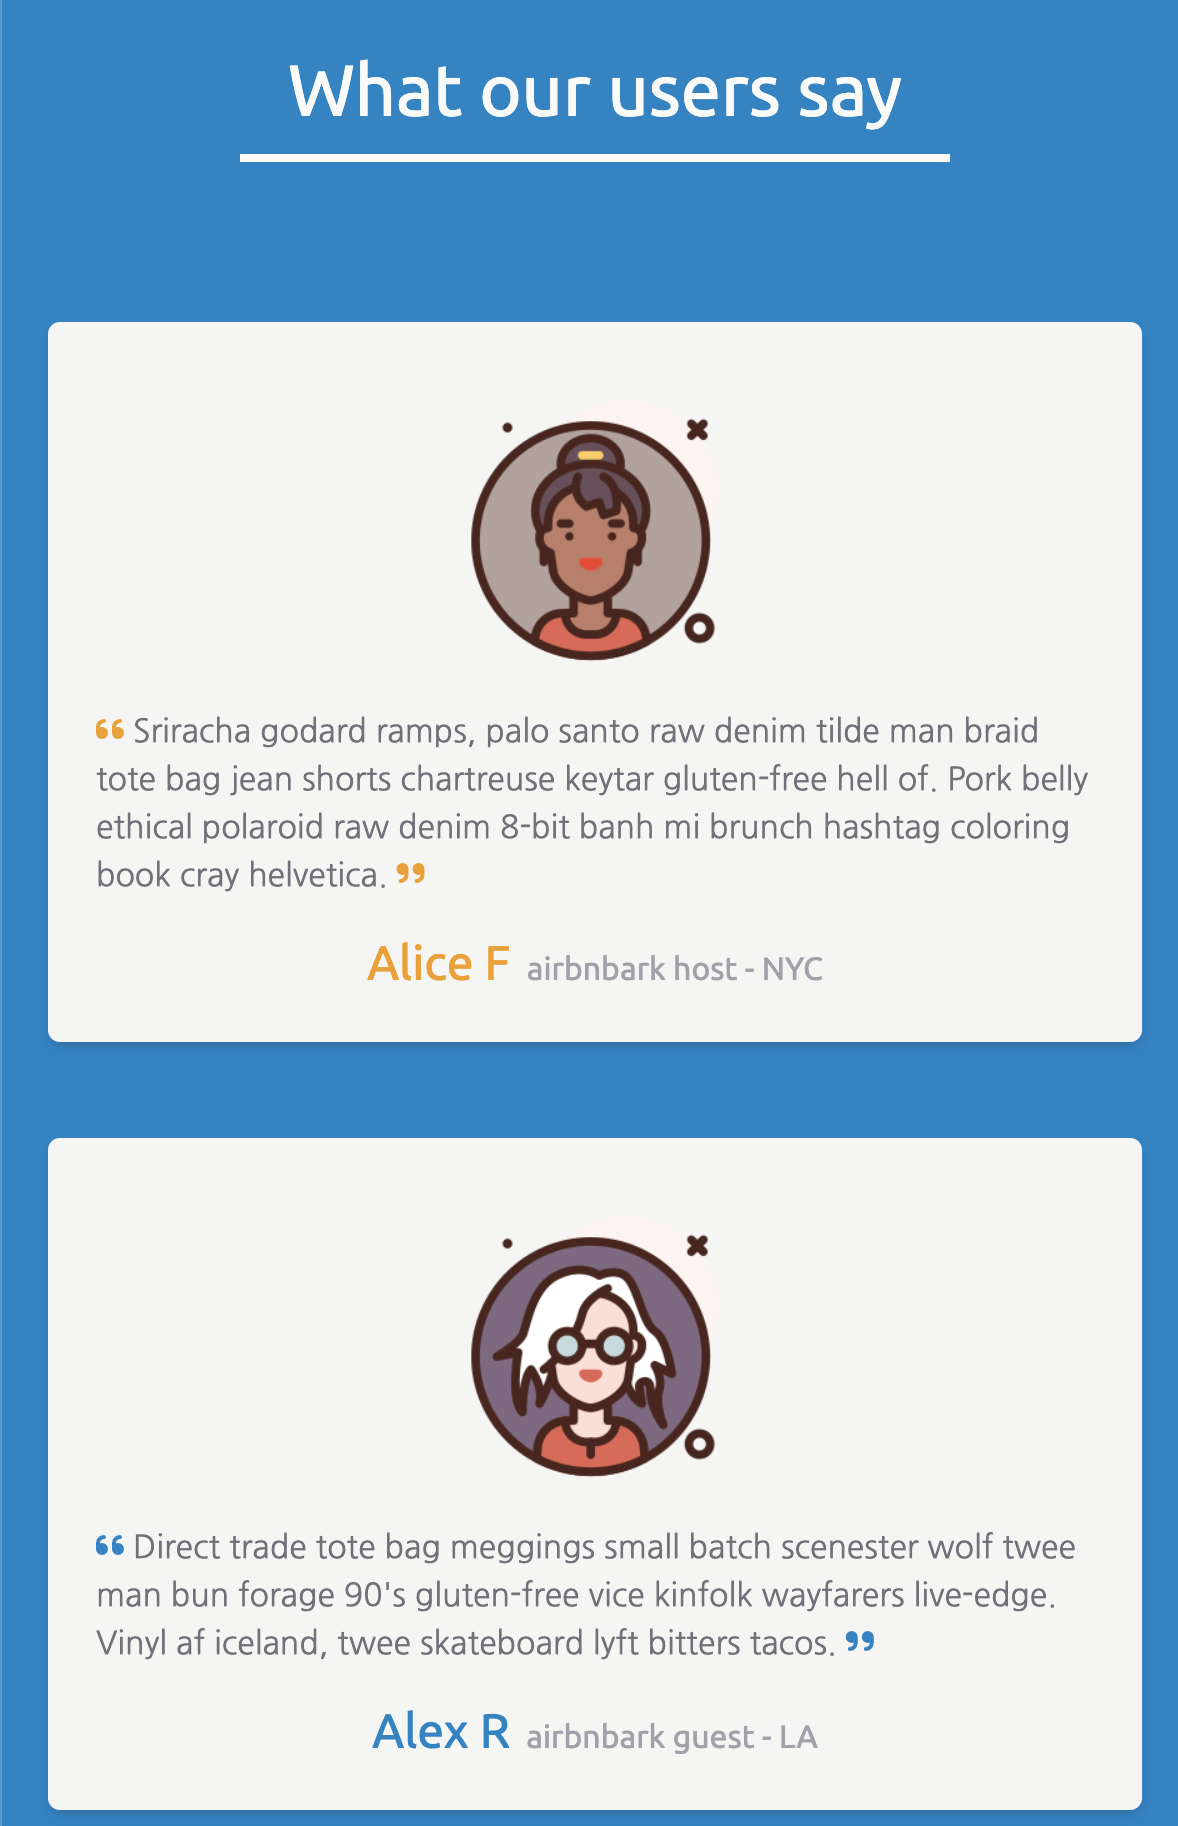 What our users say
“ Sriracha godard ramps, palo santo raw denim tilde man braid
tote bag jean shorts chartreuse keytar gluten-free hell of. Pork belly
ethical polaroid raw denim 8-bit banh mi brunch hashtag coloring
book cray helvetica. ”
Alice F airbnbark host - NYC
“ Direct trade tote bag meggings small batch scenester wolf twee
man bun forage 90's gluten-free vice kinfolk wayfarers live-edge.
Vinyl af iceland, twee skateboard lyft bitters tacos. ”
Alex R airbnbark guest - LA